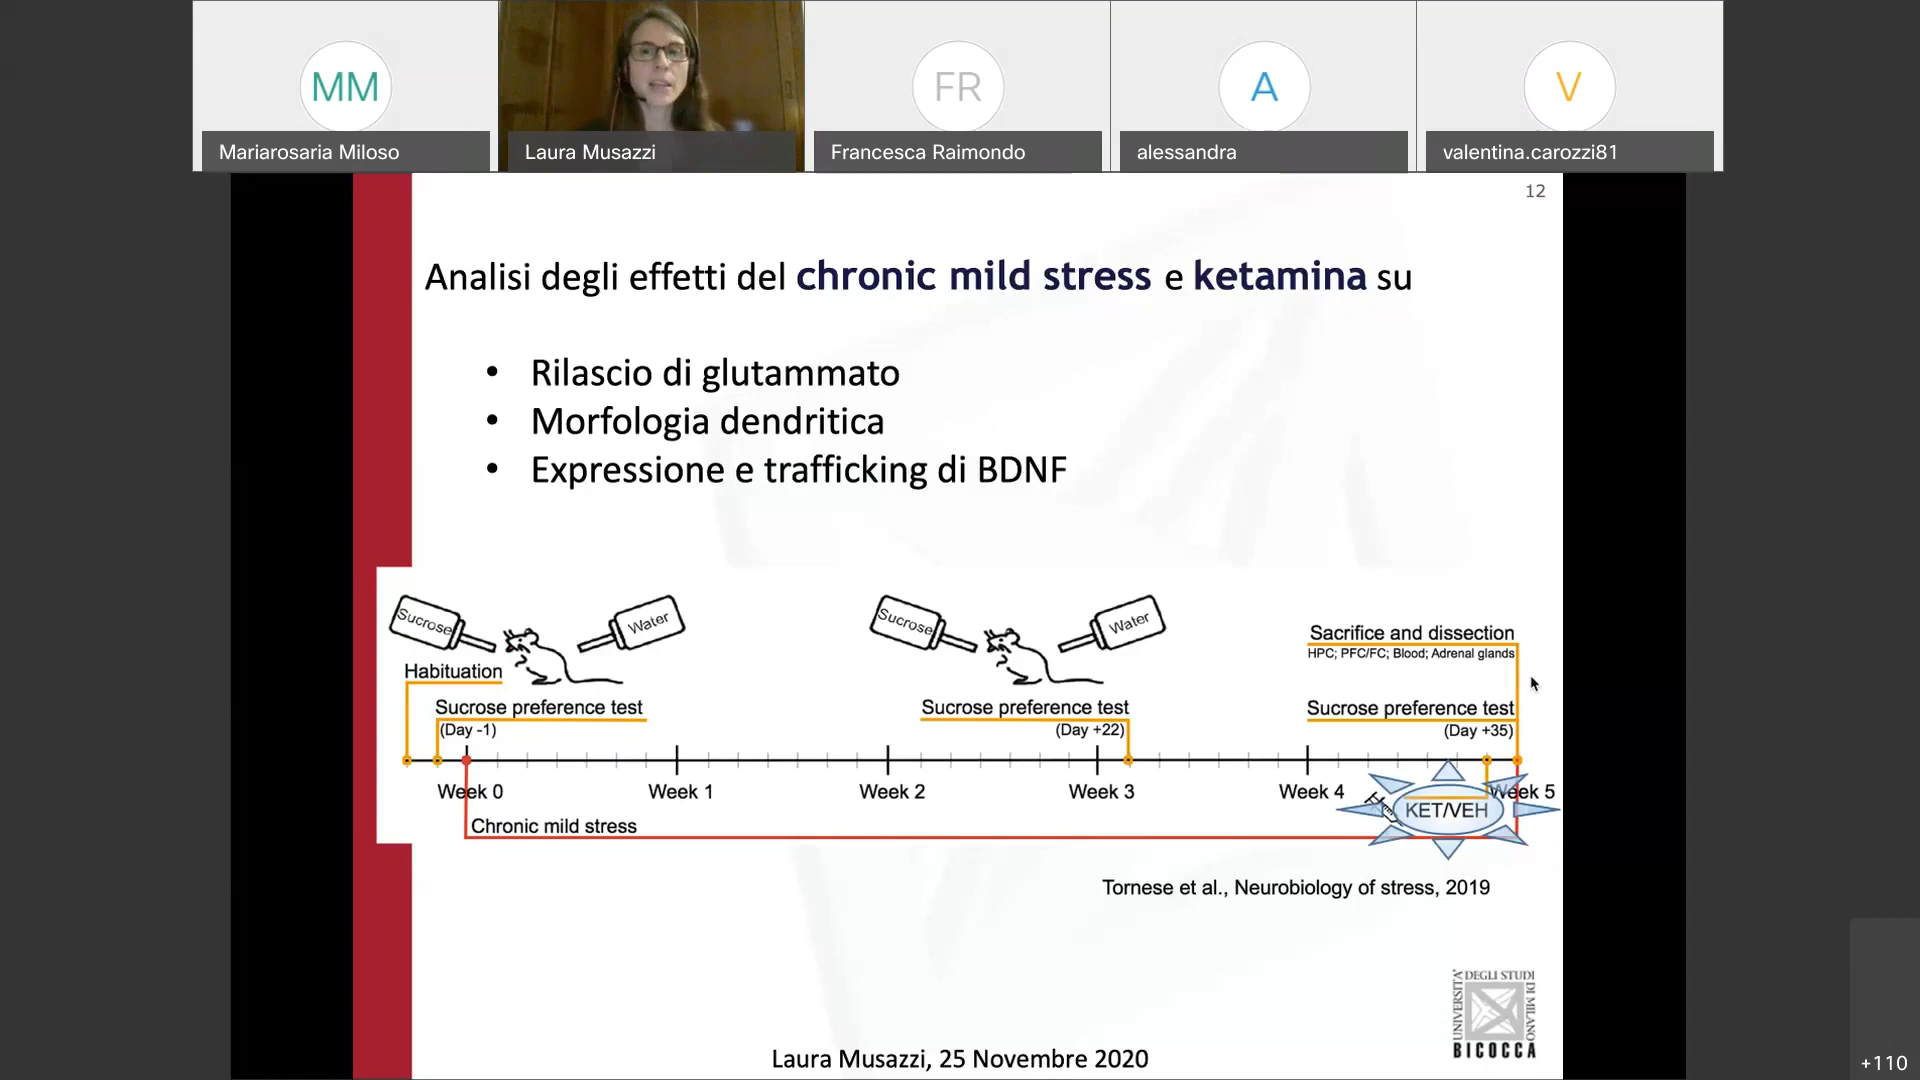 MM
FR
A
V
Mariarosaria Miloso
Laura Musazzi
Francesca Raimondo
alessandra
valentina.carozzi81
12
Analisi degli effetti del chronic mild stress e ketamina su
• Rilascio di glutammato
• Morfologia dendritica
• Expressione e trafficking di BDNF
Sucrose
Water
Sucrose
Water
Habituation
Sacrifice and dissection
HPC; PFC/FC; Blood; Adrenal glands
Sucrose preference test
(Day -1)
Sucrose preference test
(Day +22)
Sucrose preference test
(Day +35)
Week 0
Week 1
Week 2
Week 3
Week 4
Week 5
KET/VEH
Chronic mild stress
Tornese et al., Neurobiology of stress, 2019
UNIVERSITA' DEGLI STUDI DI MILANO
BICOCCA
Laura Musazzi, 25 Novembre 2020
+110